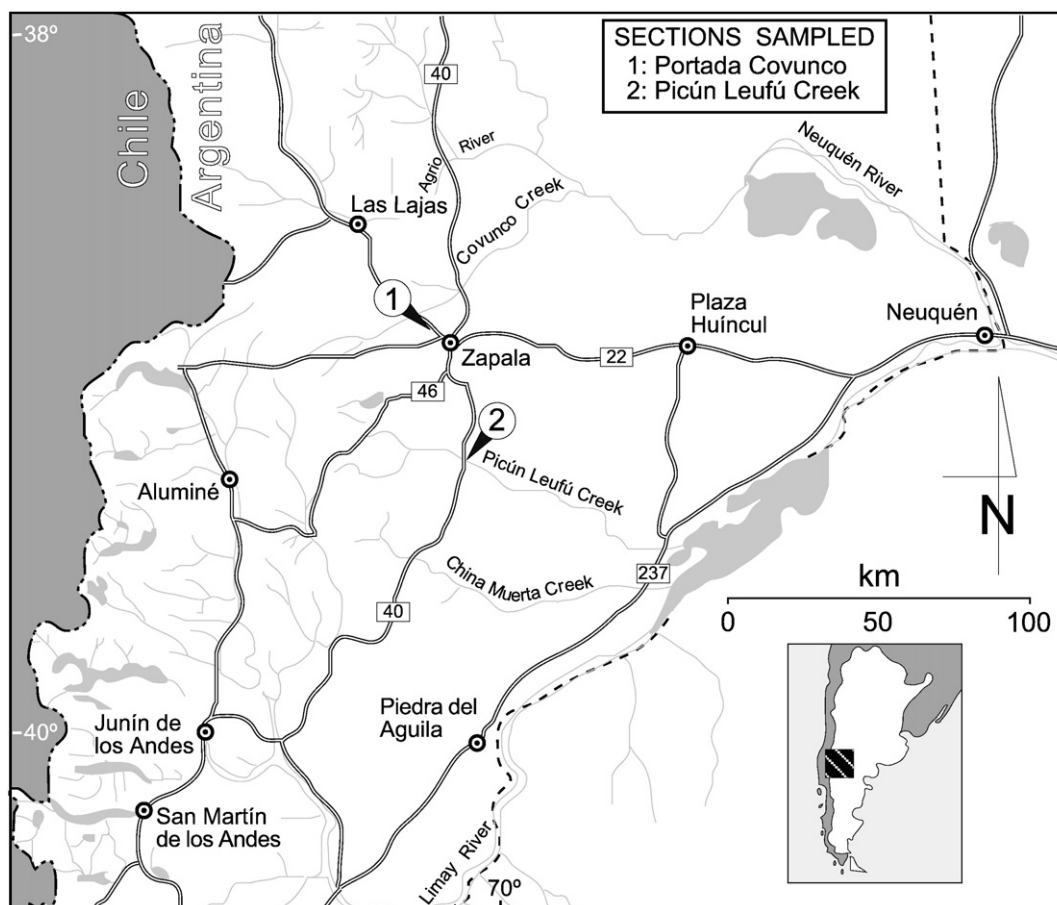 -38º
Chile
Argentina
40
SECTIONS SAMPLED
1: Portada Covunco
2: Picún Leufú Creek
Agrio River
Neuquén River
Las Lajas
Covunco Creek
1
Plaza
Huíncul
Neuquén
Zapala
22
46
2
Picún Leufú Creek
Aluminé
N
China Muerta Creek
237
km
0 50 100
40
Piedra del
Aguila
Junín de
los Andes
-40º
San Martín
de los Andes
Limay River
70º